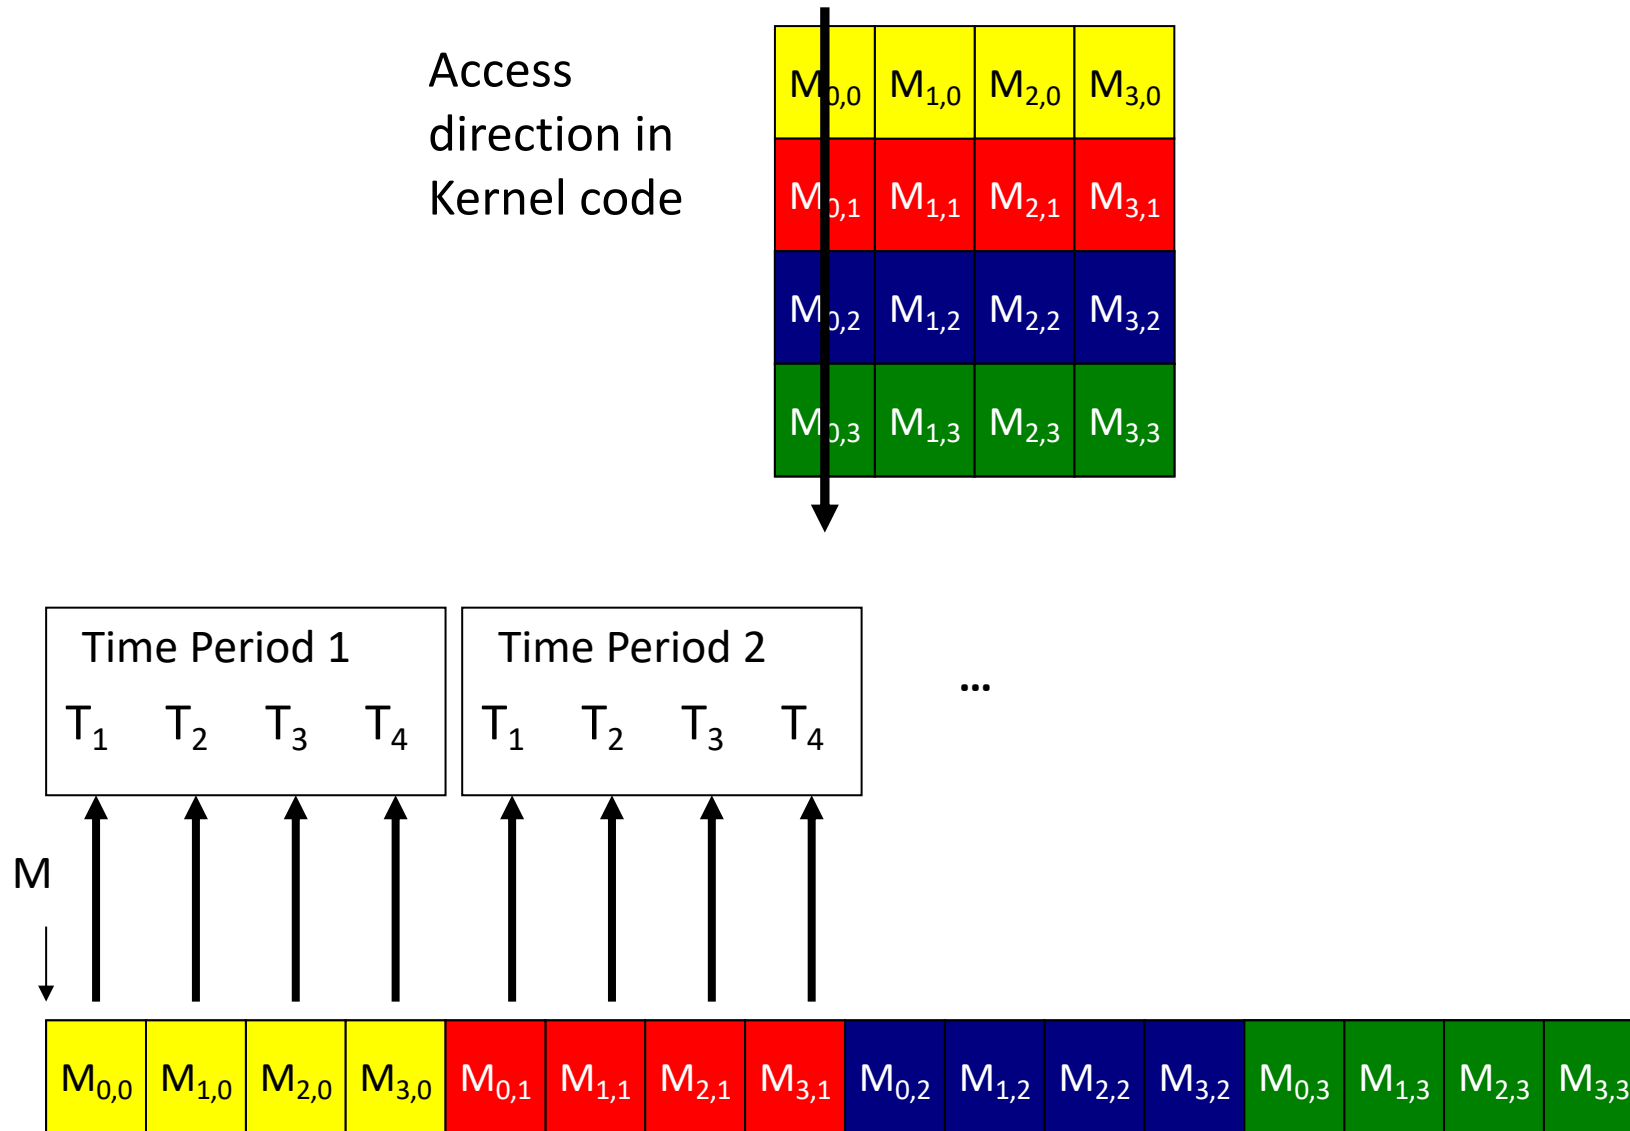 Access
direction in
Kernel code
M0,0 M1,0 M2,0 M3,0
M0,1 M1,1 M2,1 M3,1
M0,2 M1,2 M2,2 M3,2
M0,3 M1,3 M2,3 M3,3
Time Period 1
T1 T2 T3 T4
Time Period 2
T1 T2 T3 T4
...
M
M0,0 M1,0 M2,0 M3,0 M0,1 M1,1 M2,1 M3,1 M0,2 M1,2 M2,2 M3,2 M0,3 M1,3 M2,3 M3,3